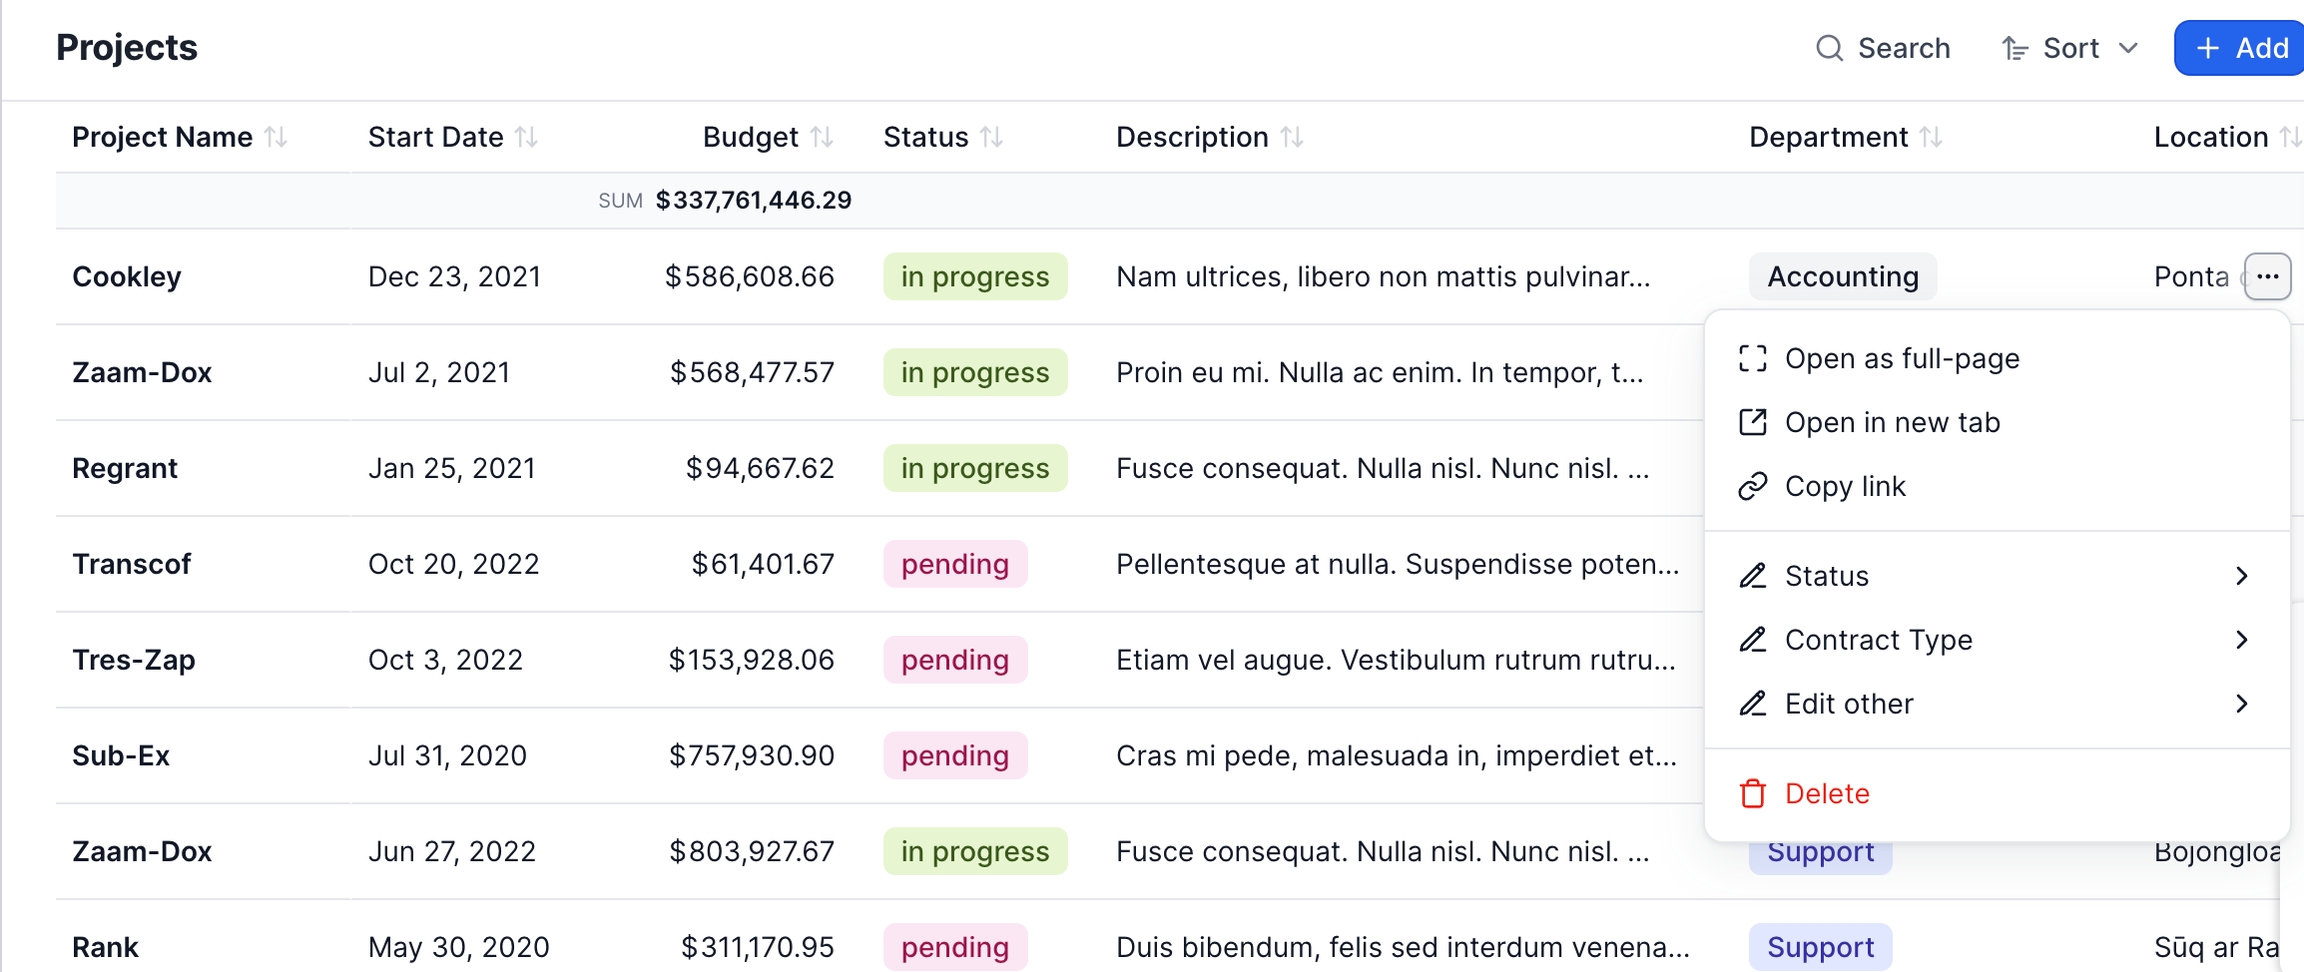 Projects
Search
Sort
+ Add
Project Name
Start Date
Budget
Status
Description
Department
Location
SUM $337,761,446.29
Cookley
Dec 23, 2021
$586,608.66
in progress
Nam ultrices, libero non mattis pulvinar...
Accounting
Ponta
Zaam-Dox
Jul 2, 2021
$568,477.57
in progress
Proin eu mi. Nulla ac enim. In tempor, t...
Regrant
Jan 25, 2021
$94,667.62
in progress
Fusce consequat. Nulla nisl. Nunc nisl. ...
Transcof
Oct 20, 2022
$61,401.67
pending
Pellentesque at nulla. Suspendisse poten...
Tres-Zap
Oct 3, 2022
$153,928.06
pending
Etiam vel augue. Vestibulum rutrum rutru...
Sub-Ex
Jul 31, 2020
$757,930.90
pending
Cras mi pede, malesuada in, imperdiet et...
Zaam-Dox
Jun 27, 2022
$803,927.67
in progress
Fusce consequat. Nulla nisl. Nunc nisl. ...
Support
Bojongloa
Rank
May 30, 2020
$311,170.95
pending
Duis bibendum, felis sed interdum venena...
Support
Sūq ar Ra
Open as full-page
Open in new tab
Copy link
Status
Contract Type
Edit other
Delete